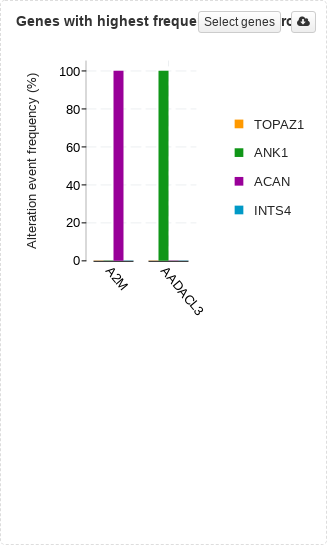 Genes with highest freque
Select genes
Alteration event frequency (%)
100
80
60
40
20
0
A2M
AADACL3
TOPAZ1
ANK1
ACAN
INTS4